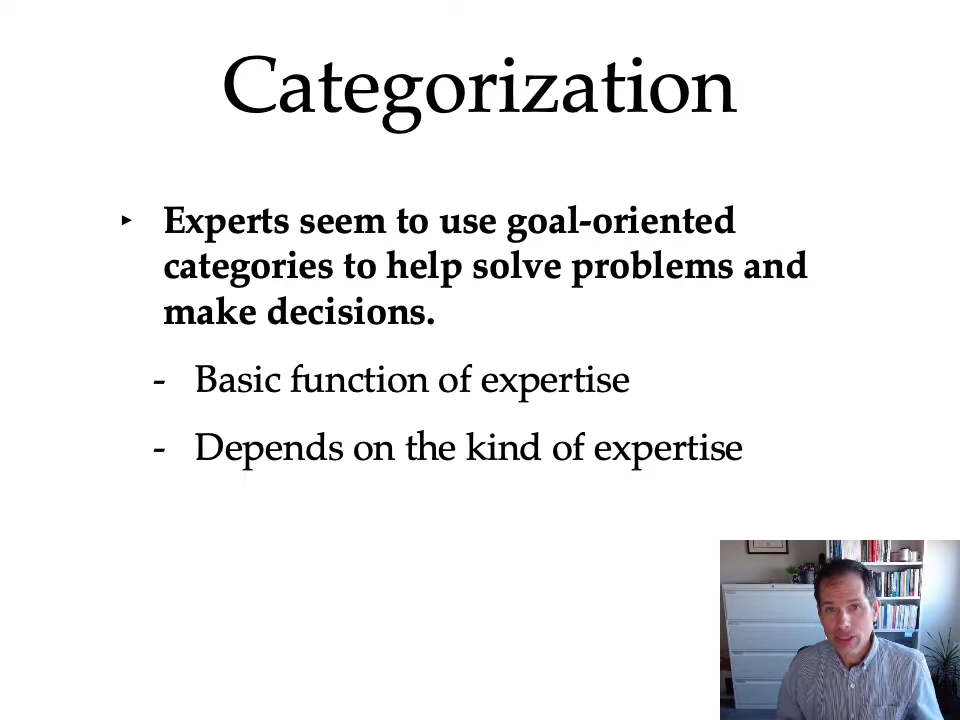 Categorization
‣ Experts seem to use goal-oriented
categories to help solve problems and
make decisions.
- Basic function of expertise
- Depends on the kind of expertise